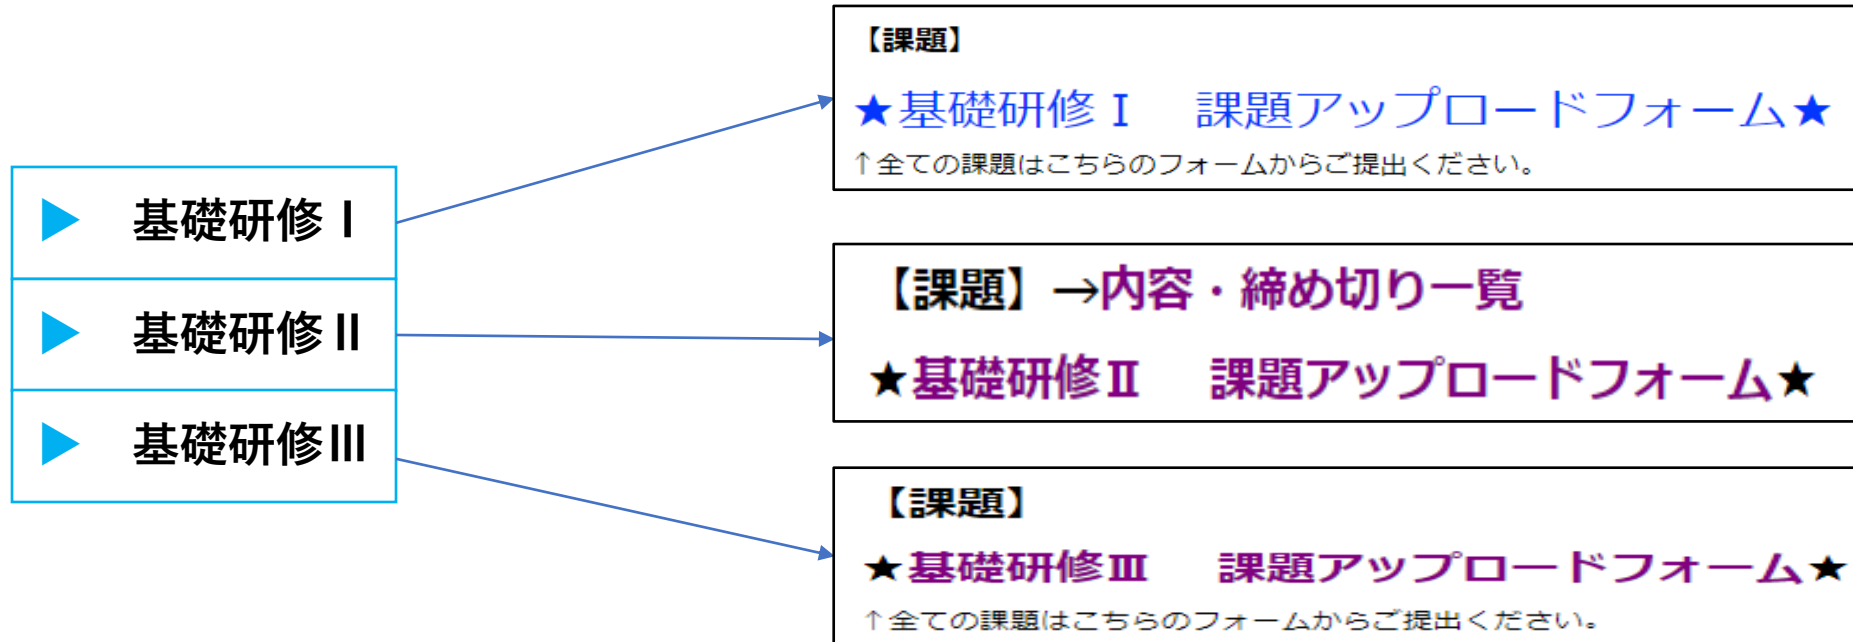 基礎研修Ⅰ
基礎研修Ⅱ
基礎研修Ⅲ
【課題】
★基礎研修Ⅰ　課題アップロードフォーム★
↑全ての課題はこちらのフォームからご提出ください。
【課題】→内容・締め切り一覧
★基礎研修Ⅱ　課題アップロードフォーム★
【課題】
★基礎研修Ⅲ　課題アップロードフォーム★
↑全ての課題はこちらのフォームからご提出ください。